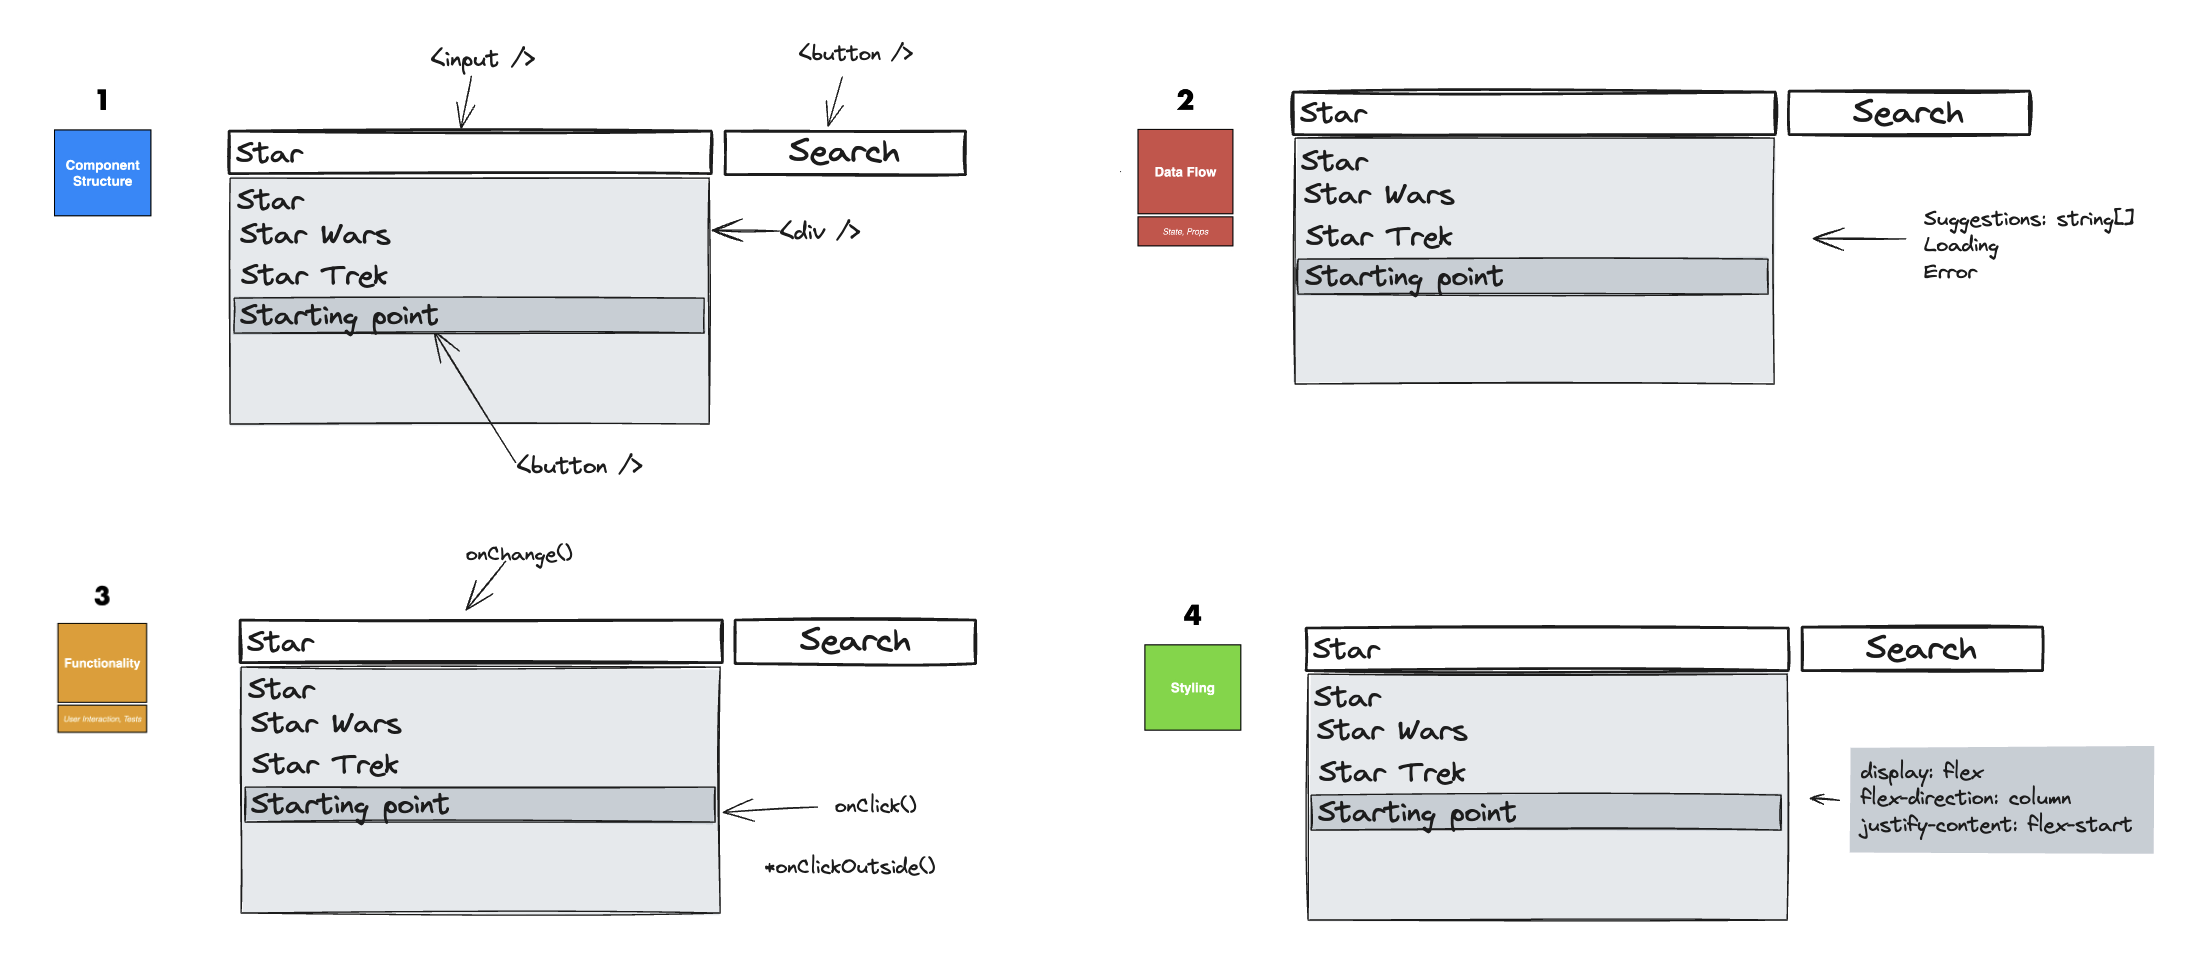 1
Component
Structure
<input />
<button />
Star
Search
Star
Star Wars
Star Trek
Starting point
<div />
<button />
2
Data Flow
State, Props
Star
Search
Star
Star Wars
Star Trek
Starting point
Suggestions: string[]
Loading
Error
3
Functionality
User Interaction, Tests
onChange()
Star
Search
Star
Star Wars
Star Trek
Starting point
onClick()
*onClickOutside()
4
Styling
Star
Search
Star
Star Wars
Star Trek
Starting point
display: flex
flex-direction: column
justify-content: flex-start